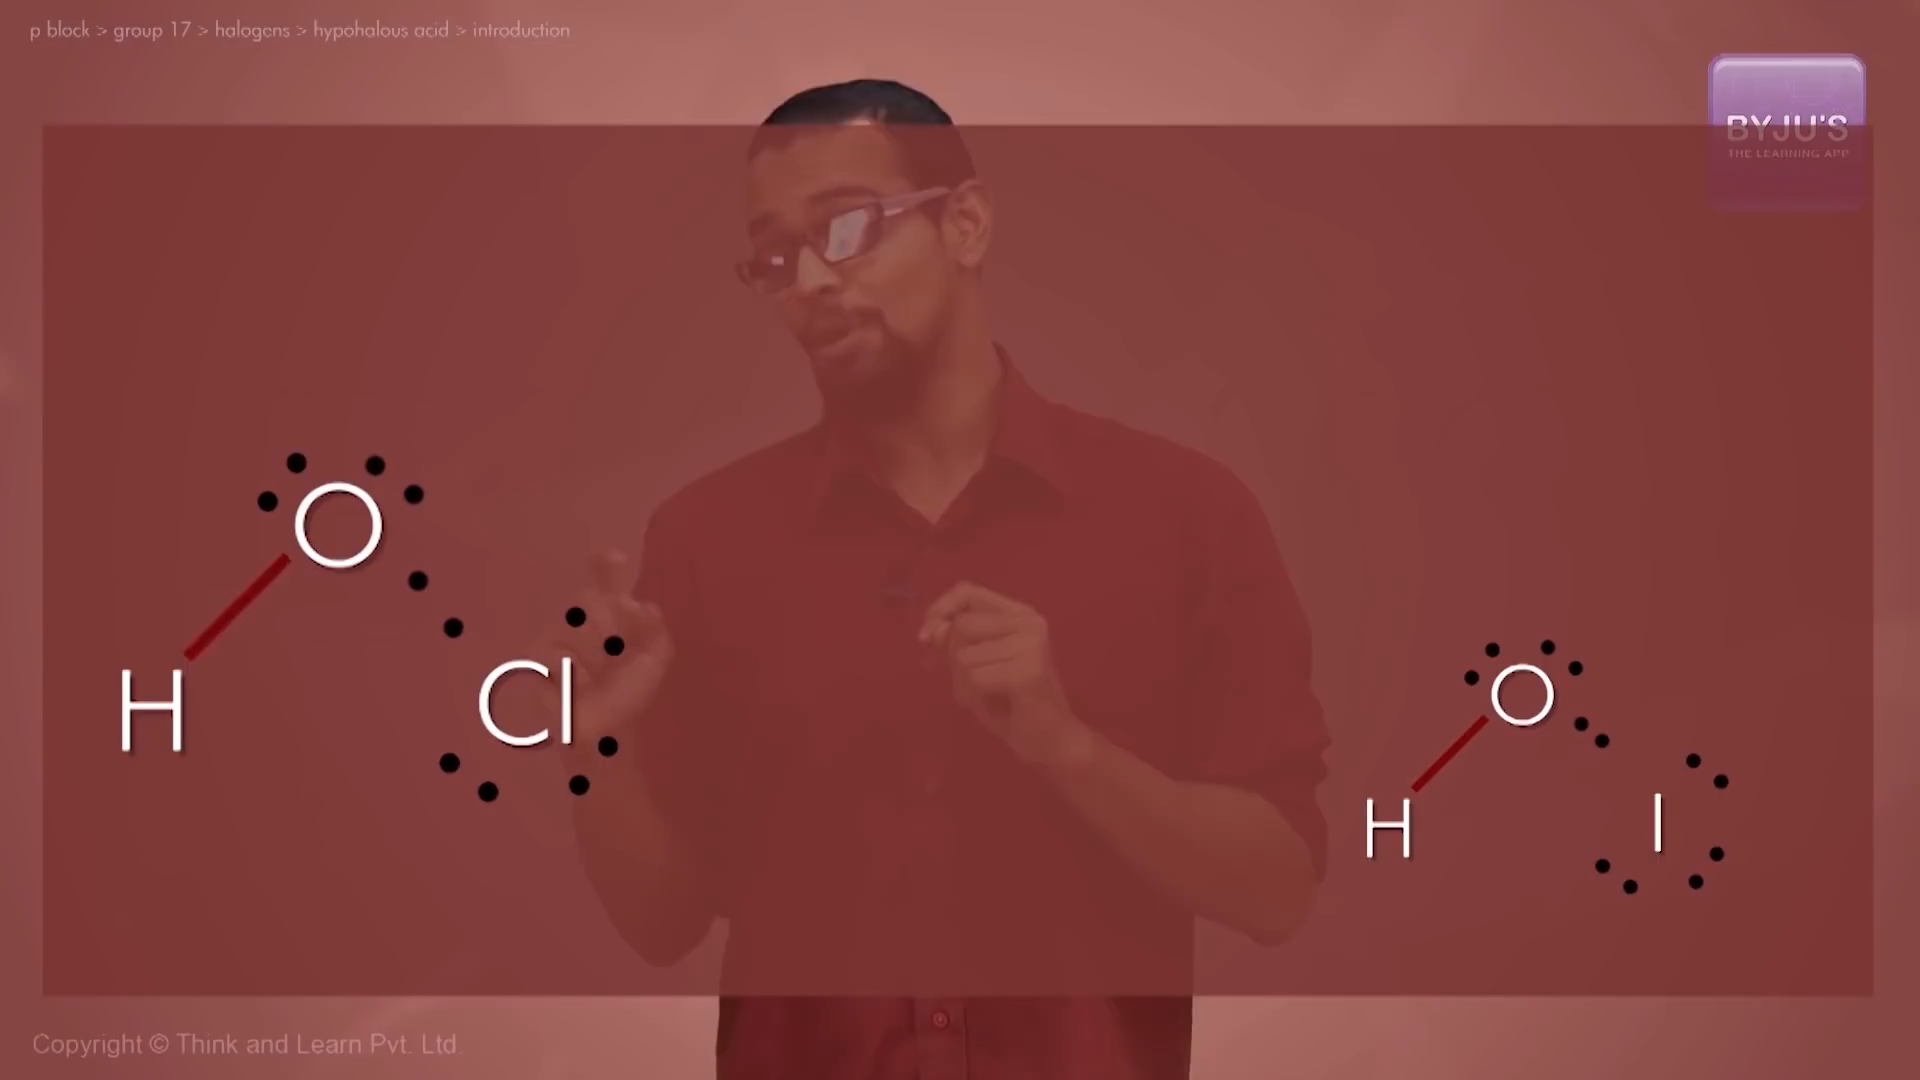 p block > group 17 > halogens > hypohalous acid > introduction
BYJU'S
THE LEARNING APP
O
H
Cl
O
H
I
Copyright © Think and Learn Pvt. Ltd.